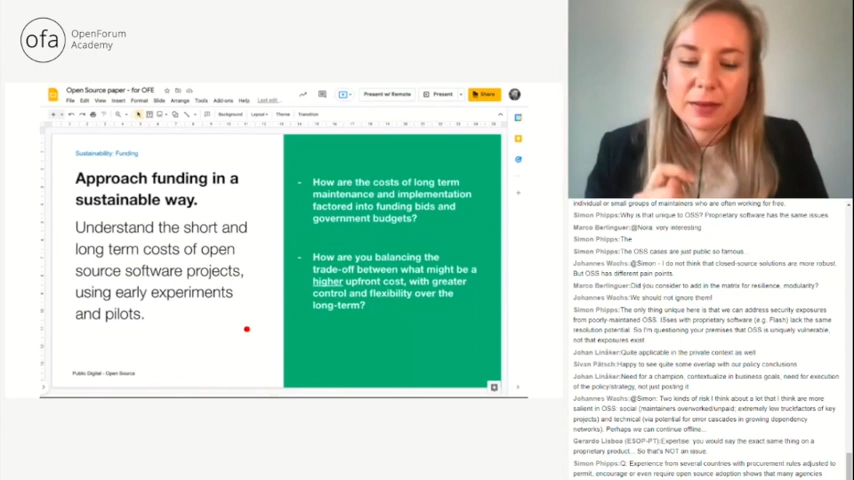 ofa
OpenForum
Academy
Open Source paper - for OFE
File Edit View Insert Format Slide Arrange Tools Add-ons Help Last edit...
Present w/ Remote
Present
Share
Background
Layout
Theme
Transition
Sustainability: Funding
Approach funding in a
sustainable way.
Understand the short and
long term costs of open
source software projects,
using early experiments
and pilots.
Public Digital - Open Source
- How are the costs of long term
maintenance and implementation
factored into funding bids and
government budgets?
- How are you balancing the
trade-off between what might be a
higher upfront cost, with greater
control and flexibility over the
long-term?
individual or small groups of maintainers who are often working for free.
Simon Phipps:Why is that unique to OSS? Proprietary software has the same issues.
Marco Berlinguer:@Nora very interesting
Simon Phipps:The
Simon Phipps:The OSS cases are just public so famous.
Johannes Wachs:@Simon - I do not think that closed-source solutions are more robust.
But OSS has different pain points.
Marco Berlinguer:Did you consider to add in the matrix for resilience, modularity?
Johannes Wachs:We should not ignore them!
Simon Phipps:The only thing unique here is that we can address security exposures
from poorly-maintaned OSS. ISses with proprietary software (e.g. Flash) lack the same
resolution potential. So I'm questioning your premises that OSS is uniquely vulnerable,
not that exposures exist
Johan Linåker:Quite applicable in the private context as well
Sivan Pätsch:Happy to see quite some overlap with our policy conclusions
Johan Linåker:Need for a champion, contextualize in business goals, need for execution
of the policy/strategy, not just posting it
Johannes Wachs:@Simon: Two kinds of risk I think about a lot that I think are more
salient in OSS: social (maintainers overworked/unpaid; extremely low truckfactors of key
projects) and technical (via potential for error cascades in growing dependency
networks). Perhaps we can continue offline...
Gerardo Lisboa (ESOP-PT):Expertise: you would say the exact same thing on a
proprietary product... So that's NOT an issue.
Simon Phipps:Q: Experience from several countries with procurement rules adjusted to
permit, encourage or even require open source adoption shows that many agencies